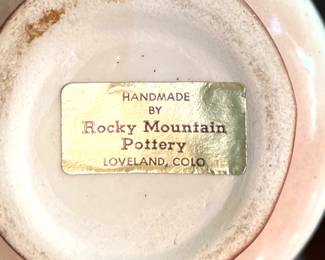 HANDMADE
BY
Rocky Mountain
Pottery
LOVELAND, COLO